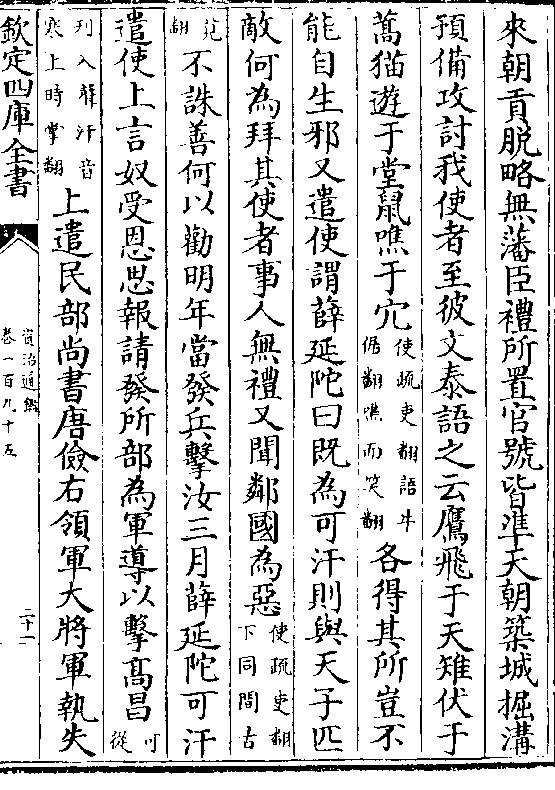 來朝貢脱略無藩臣禮所置官號皆準天朝築城掘溝
預備攻討我使者至彼文泰語之云鷹飛于天雉伏于
蒿猫遊于堂鼠噍于穴使疏吏翻語牛倨翻噍而笑翻各得其所豈不
能自生邪又遣使謂薛延陀曰既為可汗則與天子匹
敵何為拜其使者事人無禮又聞鄰國為惡使疏吏翻下同間古
莧翻不誅善何以勸明年當發兵擊汝三月薛延陀可汗
遣使上言奴受恩思報請發所部為軍導以擊髙昌可從
刋入聲汗音寒上時掌翻上遣民部尚書唐儉右領軍大將軍執失
欽定四庫全書
資治通鑑
卷一百九十五
二十一